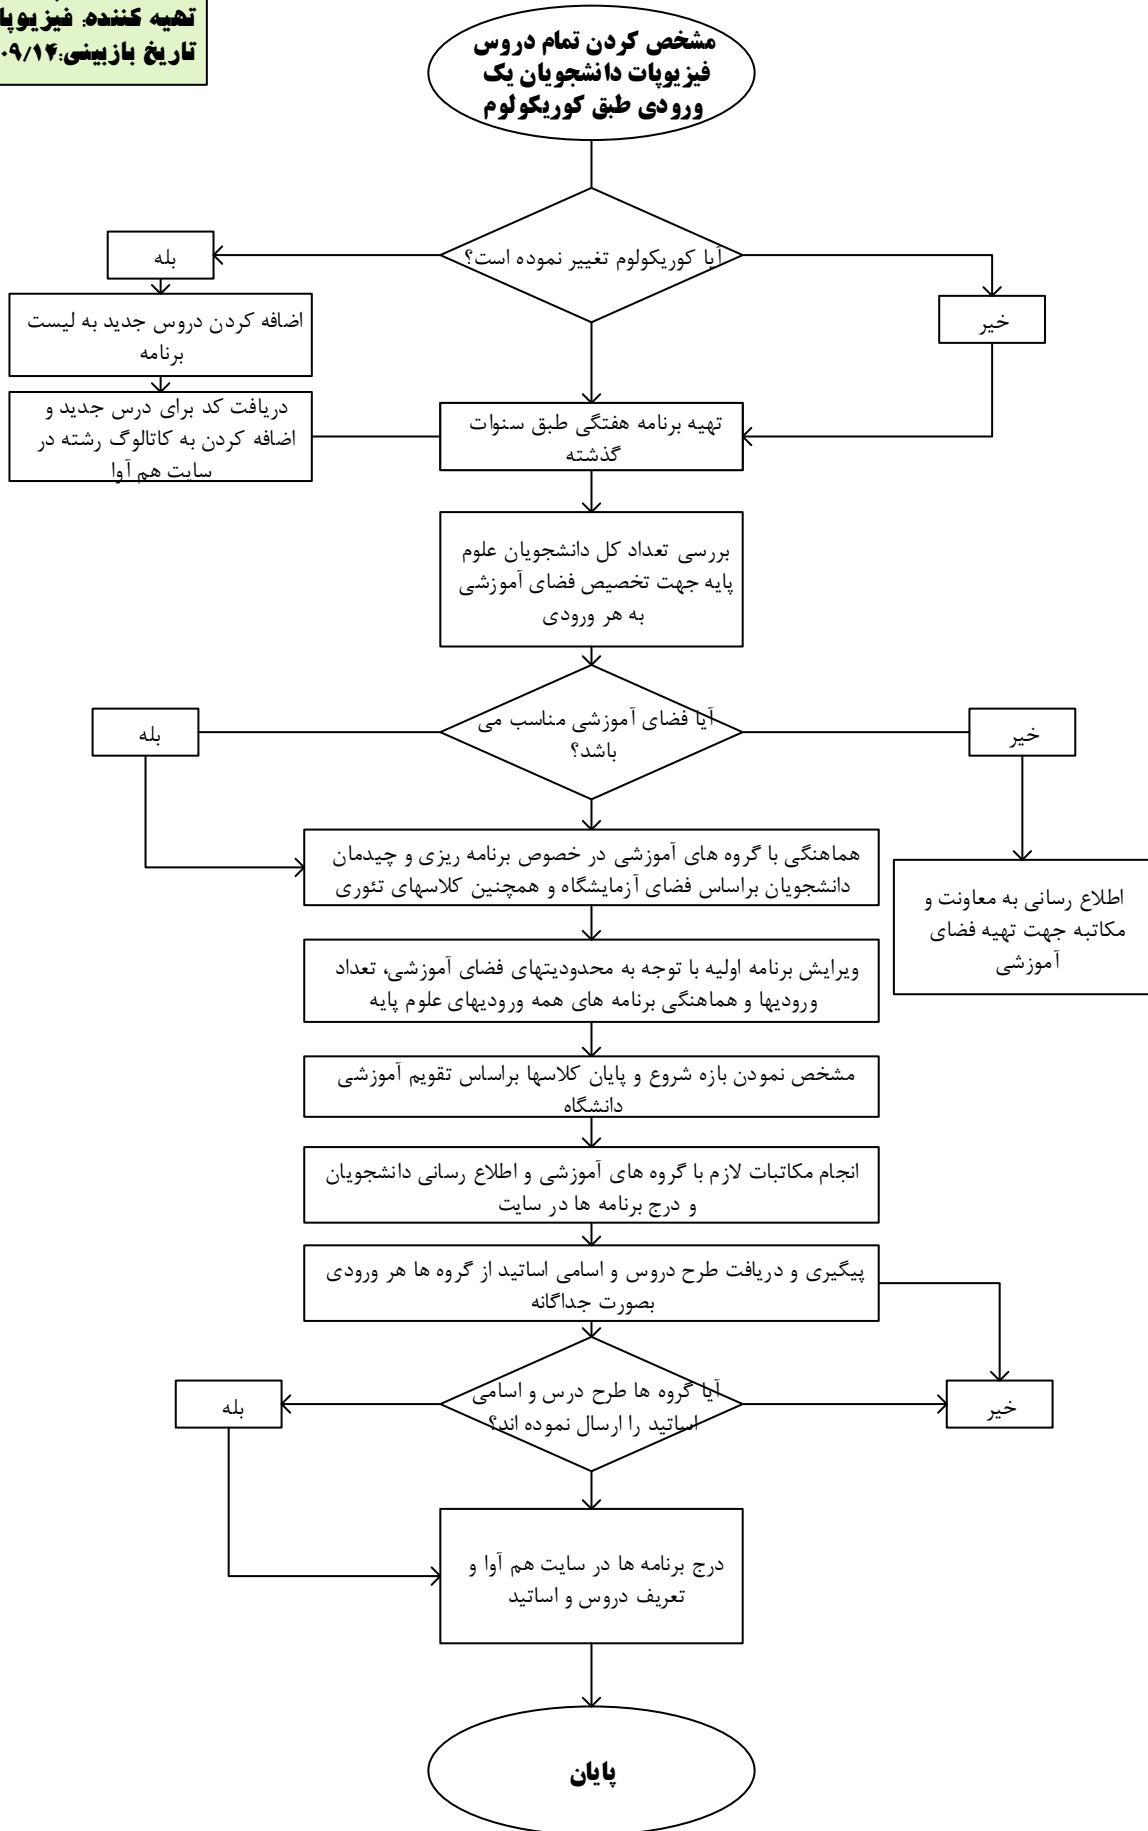 تهیه کننده: فیزیوپا
تاریخ بازبینی:۰۹/۱۴
مشخص کردن تمام دروس
فیزیوپات دانشجویان یک
ورودی طبق کوریکولوم
آیا کوریکولوم تغییر نموده است؟
بله
خیر
اضافه کردن دروس جدید به لیست
برنامه
دریافت کد برای درس جدید و
اضافه کردن به کاتالوگ رشته در
سایت هم آوا
تهیه برنامه هفتگی طبق سنوات
گذشته
بررسی تعداد کل دانشجویان علوم
پایه جهت تخصیص فضای آموزشی
به هر ورودی
آیا فضای آموزشی مناسب می
باشد؟
بله
خیر
هماهنگی با گروه های آموزشی در خصوص برنامه ریزی و چیدمان
دانشجویان براساس فضای آزمایشگاه و همچنین کلاسهای تئوری
اطلاع رسانی به معاونت و
مکاتبه جهت تهیه فضای
آموزشی
ویرایش برنامه اولیه با توجه به محدودیتهای فضای آموزشی، تعداد
ورودیها و هماهنگی برنامه های همه ورودیهای علوم پایه
مشخص نمودن بازه شروع و پایان کلاسها براساس تقویم آموزشی
دانشگاه
انجام مکاتبات لازم با گروه های آموزشی و اطلاع رسانی دانشجویان
و درج برنامه ها در سایت
پیگیری و دریافت طرح دروس و اسامی اساتید از گروه ها هر ورودی
بصورت جداگانه
آیا گروه ها طرح درس و اسامی
اساتید را ارسال نموده اند؟
بله
خیر
درج برنامه ها در سایت هم آوا و
تعریف دروس و اساتید
پایان